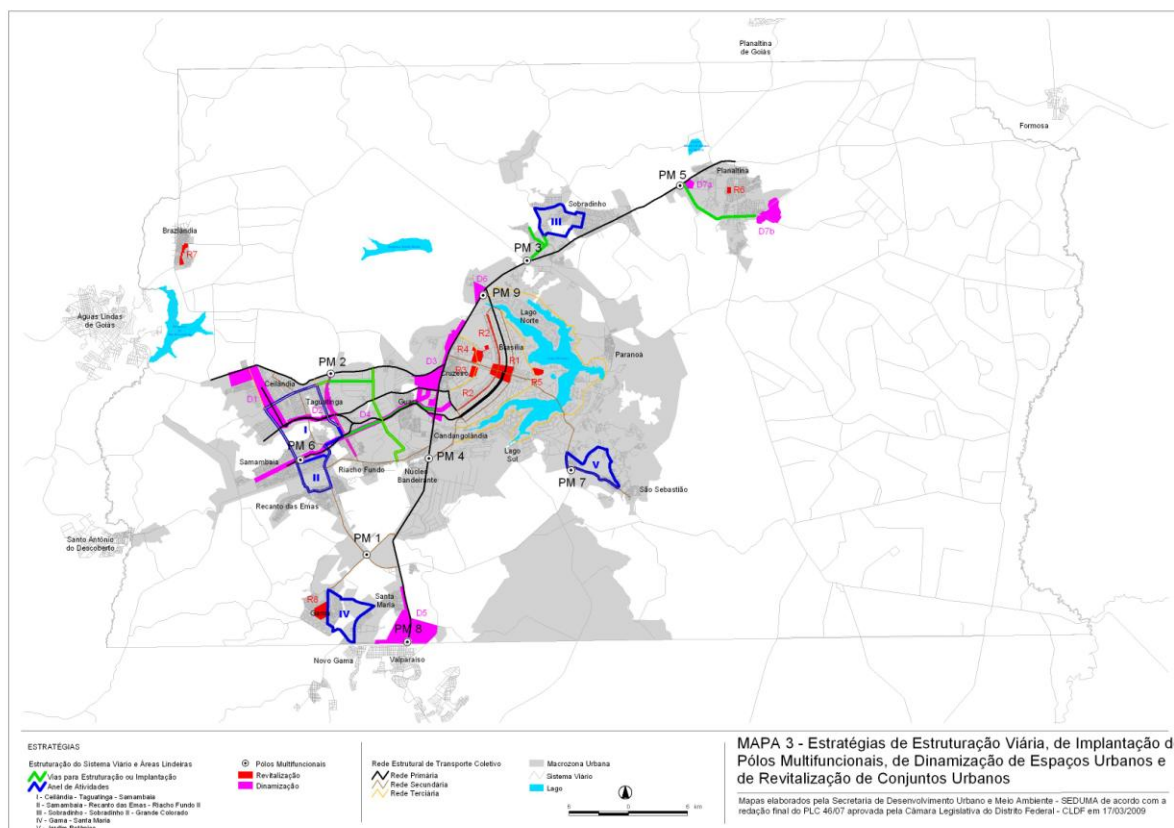 Planaltina
de Goiás
Formosa
PM 5
Planaltina
D7a
R6
D7b
Sobradinho
III
PM 3
Brazlândia
R7
D6
PM 9
Águas Lindas
de Goiás
Lago
Norte
R2
Brasília
R4
R1
Paranoá
PM 2
D3
Cruzeiro
R3
R5
Ceilândia
Taguatinga
D1
D2
D4
Guará
R2
I
Candangolândia
PM 6
Samambaia
Riacho Fundo
PM 4
Núcleo
Bandeirante
Lago
Sul
V
PM 7
II
São Sebastião
Recanto das Emas
Santo Antônio
do Descoberto
PM 1
R8
Santa
Maria
Gama
IV
D5
PM 8
Novo Gama
Valparaíso
ESTRATÉGIAS
Estruturação do Sistema Viário e Áreas Lindeiras
Vias para Estruturação ou Implantação
Anel de Atividades
I - Ceilândia - Taguatinga - Samambaia
II - Samambaia - Recanto das Emas - Riacho Fundo II
III - Sobradinho - Sobradinho II - Grande Colorado
IV - Gama - Santa Maria
V - Jardim Botânico
Pólos Multifuncionais
Revitalização
Dinamização
Rede Estrutural de Transporte Coletivo
Rede Primária
Rede Secundária
Rede Terciária
Macrozona Urbana
Sistema Viário
Lago
6 0 6 km
MAPA 3 - Estratégias de Estruturação Viária, de Implantação d
Pólos Multifuncionais, de Dinamização de Espaços Urbanos e
de Revitalização de Conjuntos Urbanos
Mapas elaborados pela Secretaria de Desenvolvimento Urbano e Meio Ambiente - SEDUMA de acordo com a
redação final do PLC 46/07 aprovada pela Câmara Legislativa do Distrito Federal - CLDF em 17/03/2009